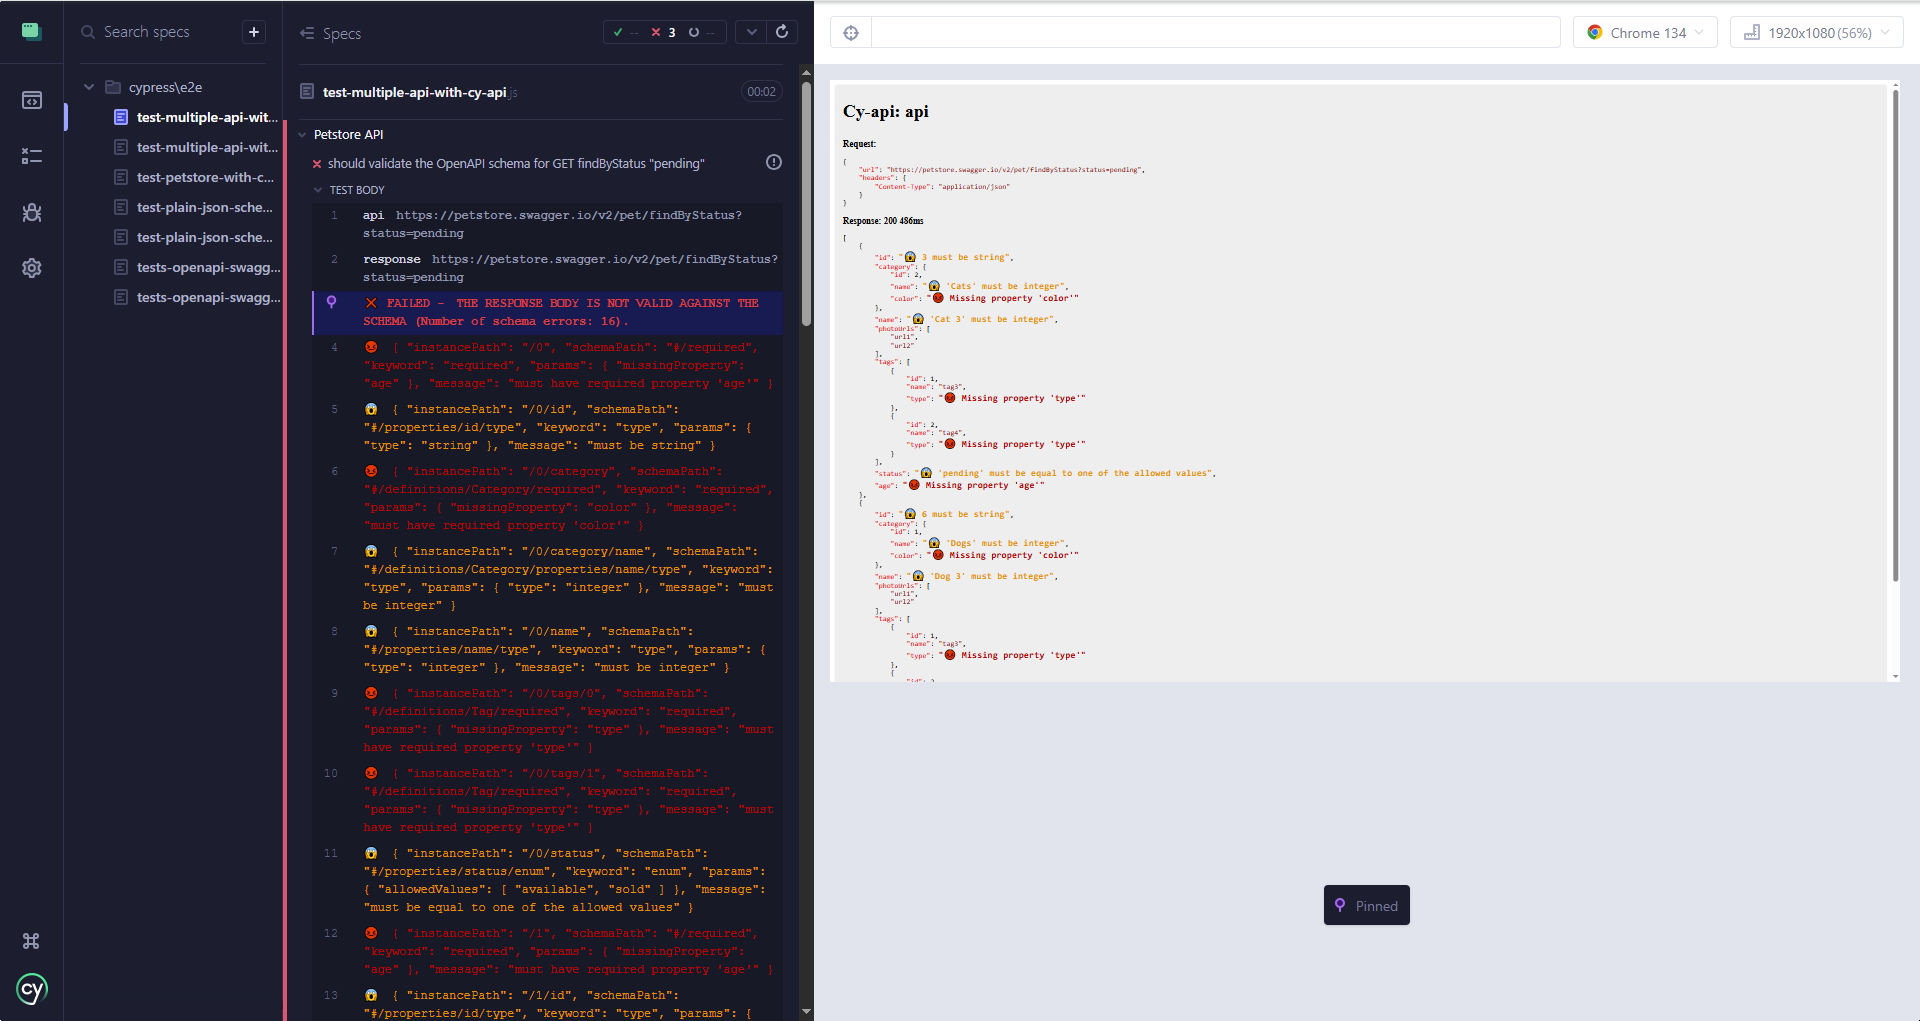 Search specs
+
cypress\e2e
test-multiple-api-wit...
test-multiple-api-wit...
test-petstore-with-c...
test-plain-json-sche...
test-plain-json-sche...
tests-openapi-swagg...
tests-openapi-swagg...
cy
Specs
-- 3 --
test-multiple-api-with-cy-api.js
00:02
Petstore API
should validate the OpenAPI schema for GET findByStatus "pending"
TEST BODY
1 api https://petstore.swagger.io/v2/pet/findByStatus?
status=pending
2 response https://petstore.swagger.io/v2/pet/findByStatus?
status=pending
❌ FAILED - THE RESPONSE BODY IS NOT VALID AGAINST THE
SCHEMA (Number of schema errors: 16).
4 😡 { "instancePath": "/0", "schemaPath": "#/required",
"keyword": "required", "params": { "missingProperty":
"age" }, "message": "must have required property 'age'" }
5 😱 { "instancePath": "/0/id", "schemaPath":
"#/properties/id/type", "keyword": "type", "params": {
"type": "string" }, "message": "must be string" }
6 😡 { "instancePath": "/0/category", "schemaPath":
"#/definitions/Category/required", "keyword": "required",
"params": { "missingProperty": "color" }, "message":
"must have required property 'color'" }
7 😱 { "instancePath": "/0/category/name", "schemaPath":
"#/definitions/Category/properties/name/type", "keyword":
"type", "params": { "type": "integer" }, "message": "must
be integer" }
8 😱 { "instancePath": "/0/name", "schemaPath":
"#/properties/name/type", "keyword": "type", "params": {
"type": "integer" }, "message": "must be integer" }
9 😡 { "instancePath": "/0/tags/0", "schemaPath":
"#/definitions/Tag/required", "keyword": "required",
"params": { "missingProperty": "type" }, "message": "must
have required property 'type'" }
10 😡 { "instancePath": "/0/tags/1", "schemaPath":
"#/definitions/Tag/required", "keyword": "required",
"params": { "missingProperty": "type" }, "message": "must
have required property 'type'" }
11 😱 { "instancePath": "/0/status", "schemaPath":
"#/properties/status/enum", "keyword": "enum", "params":
{ "allowedValues": [ "available", "sold" ] }, "message":
"must be equal to one of the allowed values" }
12 😡 { "instancePath": "/1", "schemaPath": "#/required",
"keyword": "required", "params": { "missingProperty":
"age" }, "message": "must have required property 'age'" }
13 😱 { "instancePath": "/1/id", "schemaPath":
"#/properties/id/type", "keyword": "type", "params": {
Chrome 134
1920x1080 (56%)
Cy-api: api
Request:
{
"url": "https://petstore.swagger.io/v2/pet/findByStatus?status=pending",
"headers": {
"Content-Type": "application/json"
}
}
Response: 200 486ms
[
{
"id": "😱 3 must be string",
"category": {
"id": 2,
"name": "😱 'Cats' must be integer",
"color": "😡 Missing property 'color'"
},
"name": "😱 'Cat 3' must be integer",
"photoUrls": [
"url1",
"url2"
],
"tags": [
{
"id": 1,
"name": "tag3",
"type": "😡 Missing property 'type'"
},
{
"id": 2,
"name": "tag4",
"type": "😡 Missing property 'type'"
}
],
"status": "😱 'pending' must be equal to one of the allowed values",
"age": "😡 Missing property 'age'"
},
{
"id": "😱 6 must be string",
"category": {
"id": 1,
"name": "😱 'Dogs' must be integer",
"color": "😡 Missing property 'color'"
},
"name": "😱 'Dog 3' must be integer",
"photoUrls": [
"url1",
"url2"
],
"tags": [
{
"id": 1,
"name": "tag3",
"type": "😡 Missing property 'type'"
},
{
Pinned